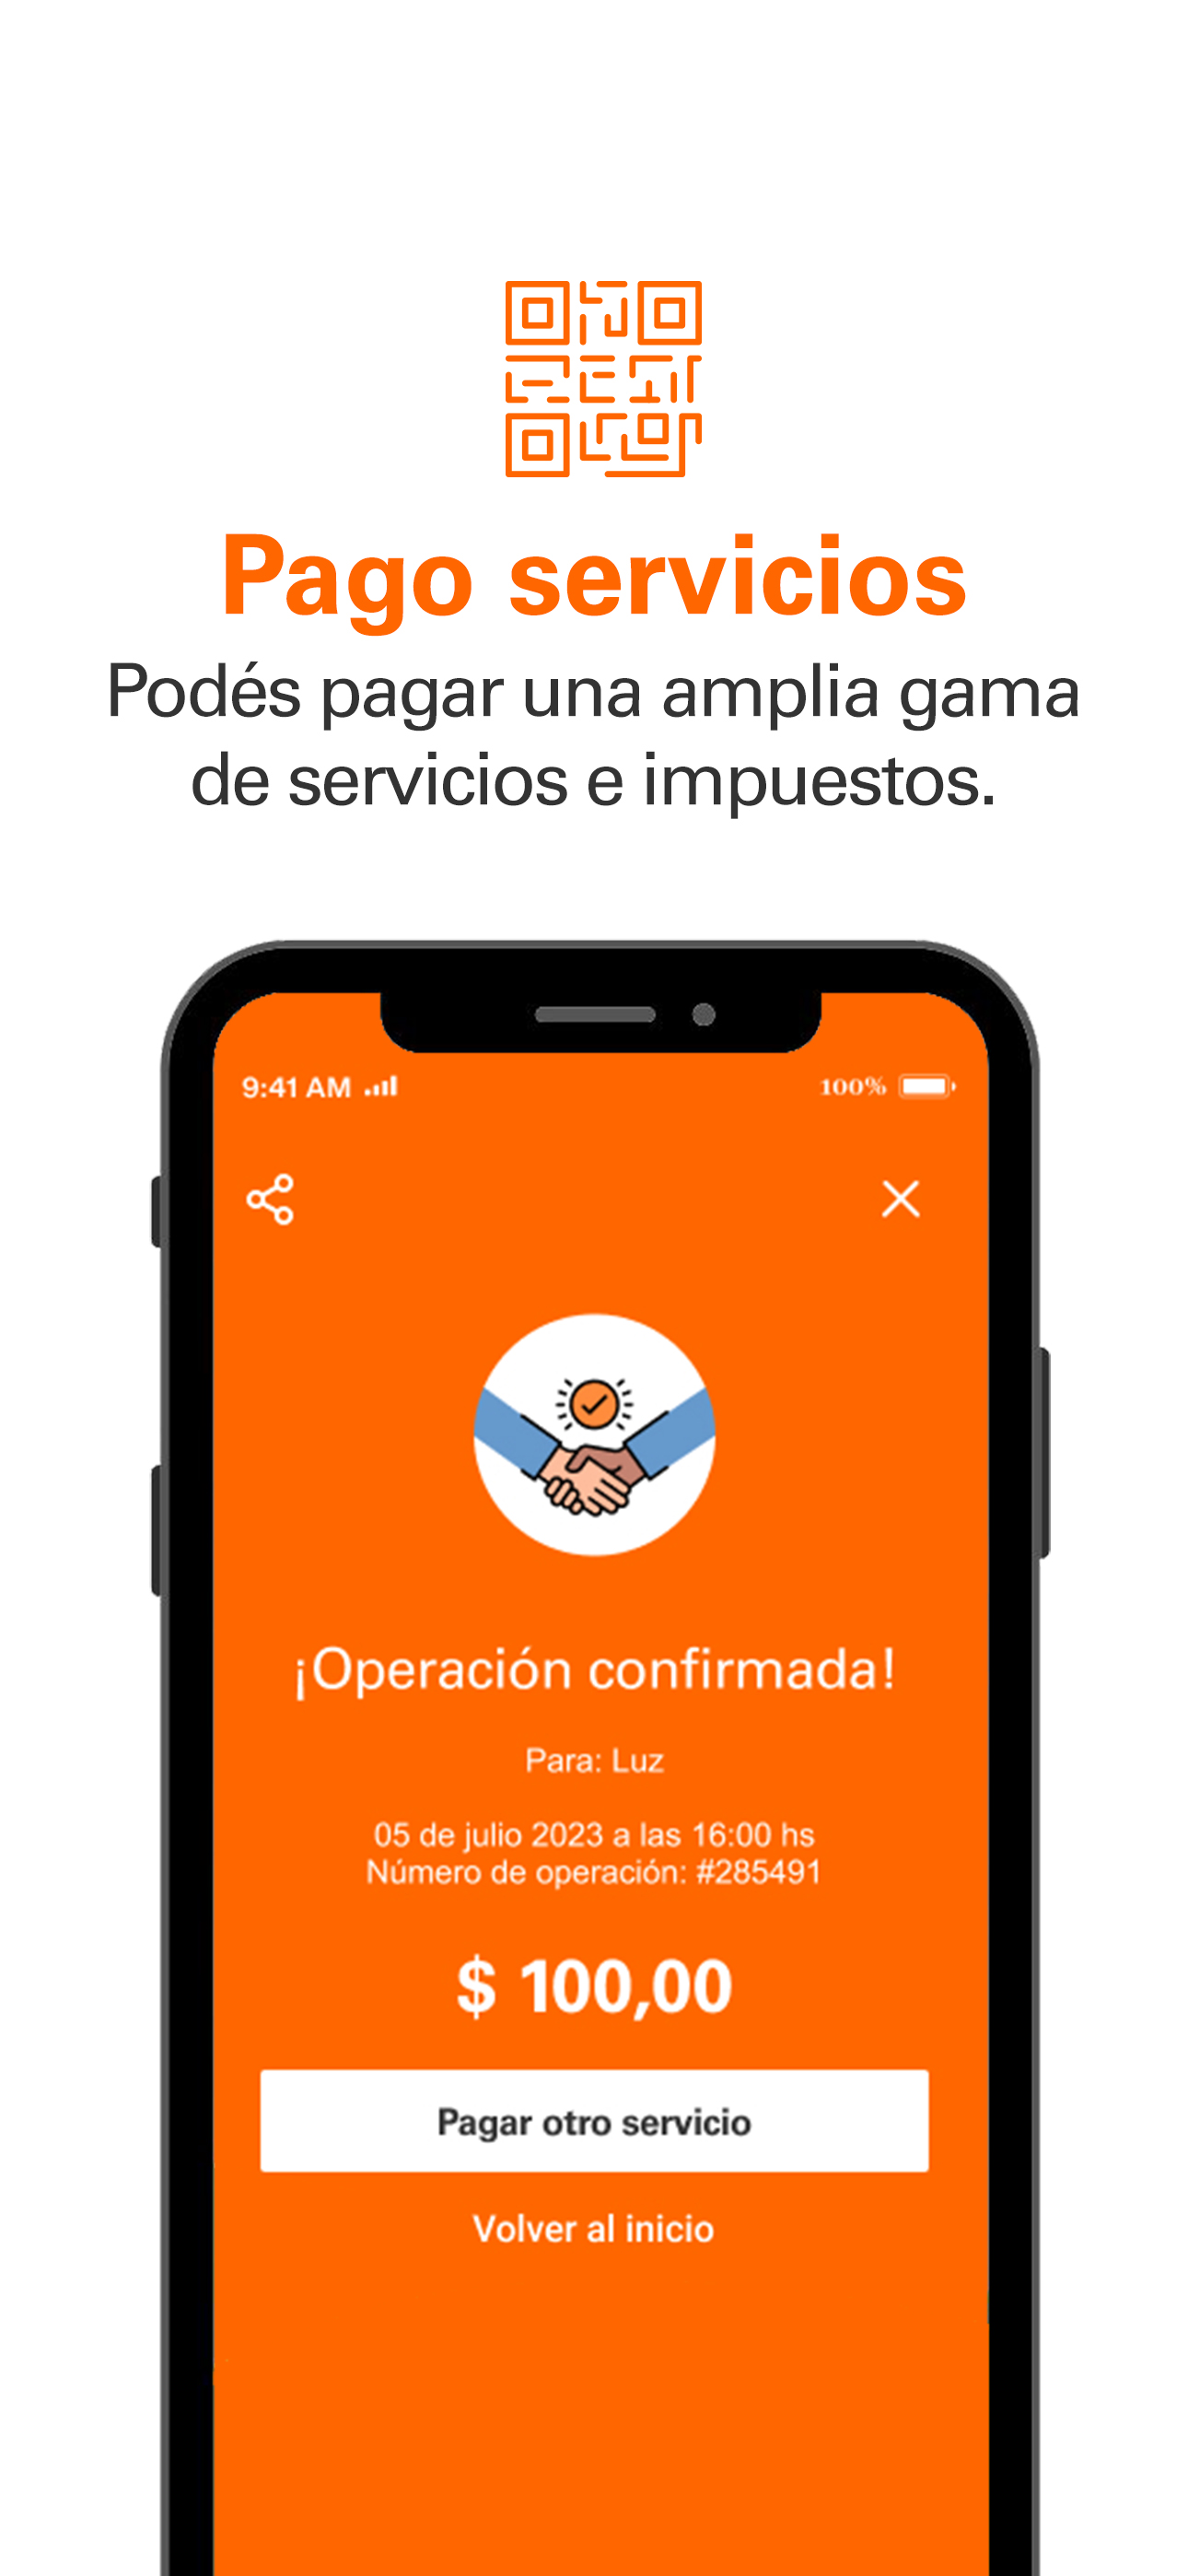 Pago servicios
Podés pagar una amplia gama
de servicios e impuestos.
9:41 AM 100%
¡Operación confirmada!
Para: Luz
05 de julio 2023 a las 16:00 hs
Número de operación: #285491
$ 100,00
Pagar otro servicio
Volver al inicio